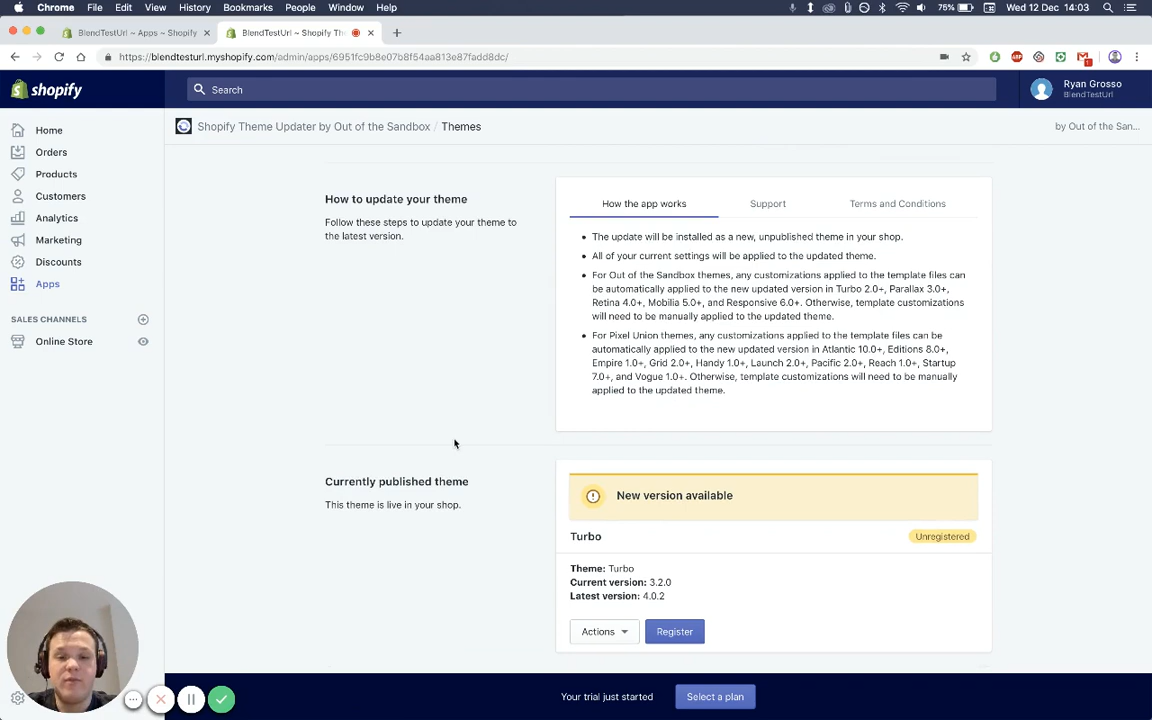 Chrome File Edit View History Bookmarks People Window Help 75% Wed 12 Dec 14:03
BlendTestUrl ~ Apps ~ Shopify
BlendTestUrl ~ Shopify The
https://blendtesturl.myshopify.com/admin/apps/6951fc9b8e07b8f54aa813e87fadd8dc/
shopify
Search
Ryan Grosso
BlendTestUrl
Shopify Theme Updater by Out of the Sandbox / Themes
by Out of the San...
Home
Orders
Products
Customers
Analytics
Marketing
Discounts
Apps
SALES CHANNELS
Online Store
How to update your theme
Follow these steps to update your theme to
the latest version.
How the app works Support Terms and Conditions
• The update will be installed as a new, unpublished theme in your shop.
• All of your current settings will be applied to the updated theme.
• For Out of the Sandbox themes, any customizations applied to the template files can
be automatically applied to the new updated version in Turbo 2.0+, Parallax 3.0+,
Retina 4.0+, Mobilia 5.0+, and Responsive 6.0+. Otherwise, template customizations
will need to be manually applied to the updated theme.
• For Pixel Union themes, any customizations applied to the template files can be
automatically applied to the new updated version in Atlantic 10.0+, Editions 8.0+,
Empire 1.0+, Grid 2.0+, Handy 1.0+, Launch 2.0+, Pacific 2.0+, Reach 1.0+, Startup
7.0+, and Vogue 1.0+. Otherwise, template customizations will need to be manually
applied to the updated theme.
Currently published theme
This theme is live in your shop.
New version available
Turbo
Unregistered
Theme: Turbo
Current version: 3.2.0
Latest version: 4.0.2
Actions
Register
Your trial just started
Select a plan